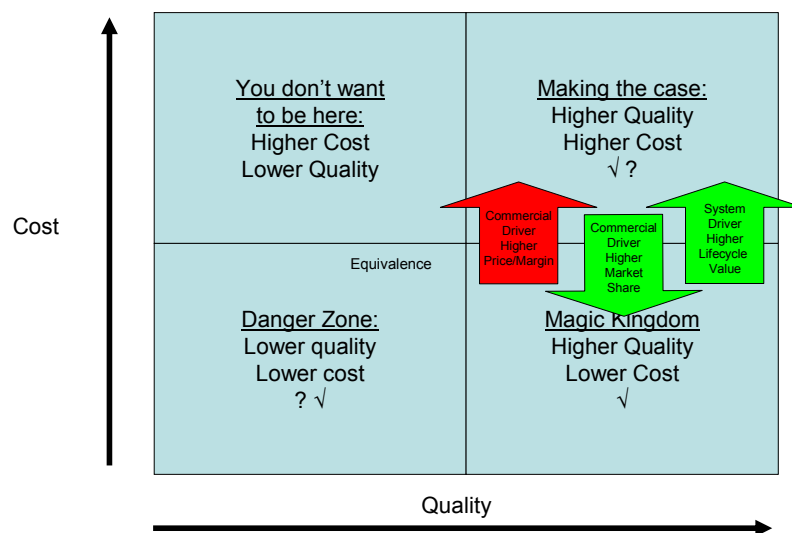 You don’t want
to be here:
Higher Cost
Lower Quality
Making the case:
Higher Quality
Higher Cost
√ ?
Cost
Commercial
Driver
Higher
Price/Margin
Commercial
Driver
Higher
Market
Share
System
Driver
Higher
Lifecycle
Value
Equivalence
Danger Zone:
Lower quality
Lower cost
? √
Magic Kingdom
Higher Quality
Lower Cost
√
Quality